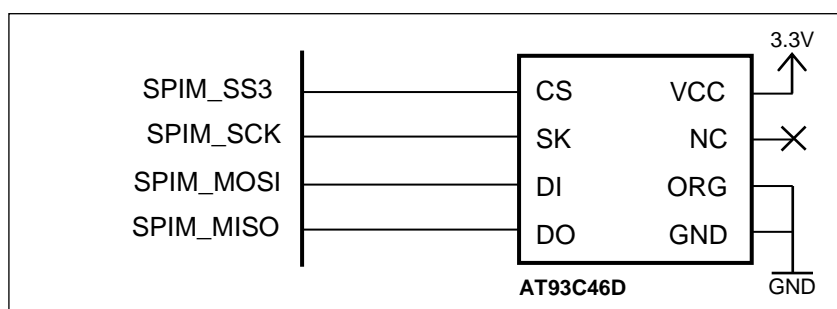 3.3V
SPIM_SS3 CS VCC
SPIM_SCK SK NC
SPIM_MOSI DI ORG
SPIM_MISO DO GND
AT93C46D GND